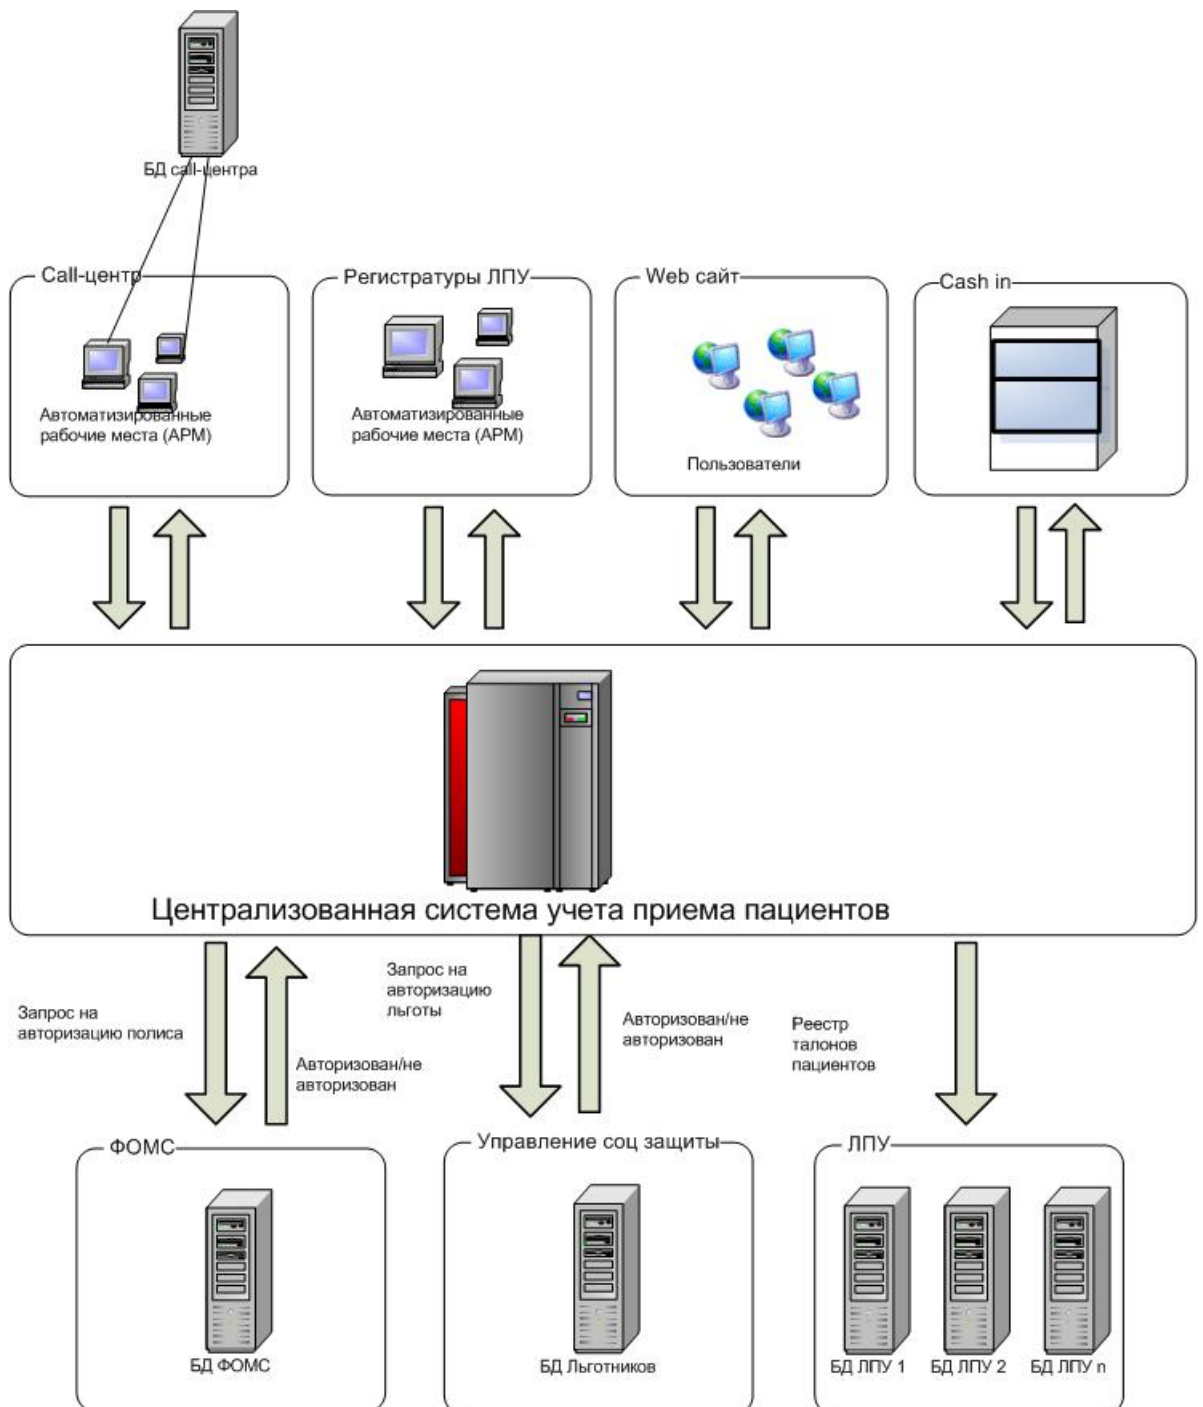 БД call-центра
Call-центр
Регистратуры ЛПУ
Web сайт
Cash in
Автоматизированные
рабочие места (АРМ)
Автоматизированные
рабочие места (АРМ)
Пользователи
Централизованная система учета приема пациентов
Запрос на
авторизацию полиса
Авторизован/не
авторизован
Запрос на
авторизацию
льготы
Авторизован/не
авторизован
Реестр
талонов
пациентов
ФОМС
Управление соц защиты
ЛПУ
БД ФОМС
БД Льготников
БД ЛПУ 1
БД ЛПУ 2
БД ЛПУ n